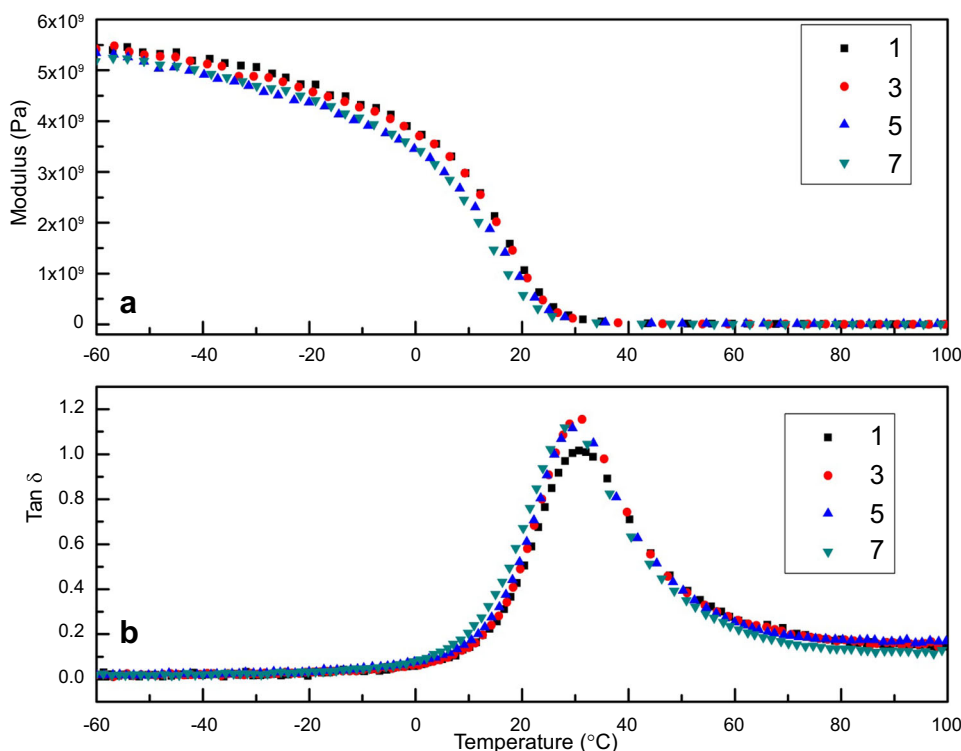 6x10⁹
5x10⁹
4x10⁹
3x10⁹
2x10⁹
1x10⁹
0
Modulus (Pa)
1
3
5
7
a
-60 -40 -20 0 20 40 60 80 100
1.2
1.0
0.8
0.6
0.4
0.2
0.0
Tan δ
1
3
5
7
b
-60 -40 -20 0 20 40 60 80 100
Temperature (°C)